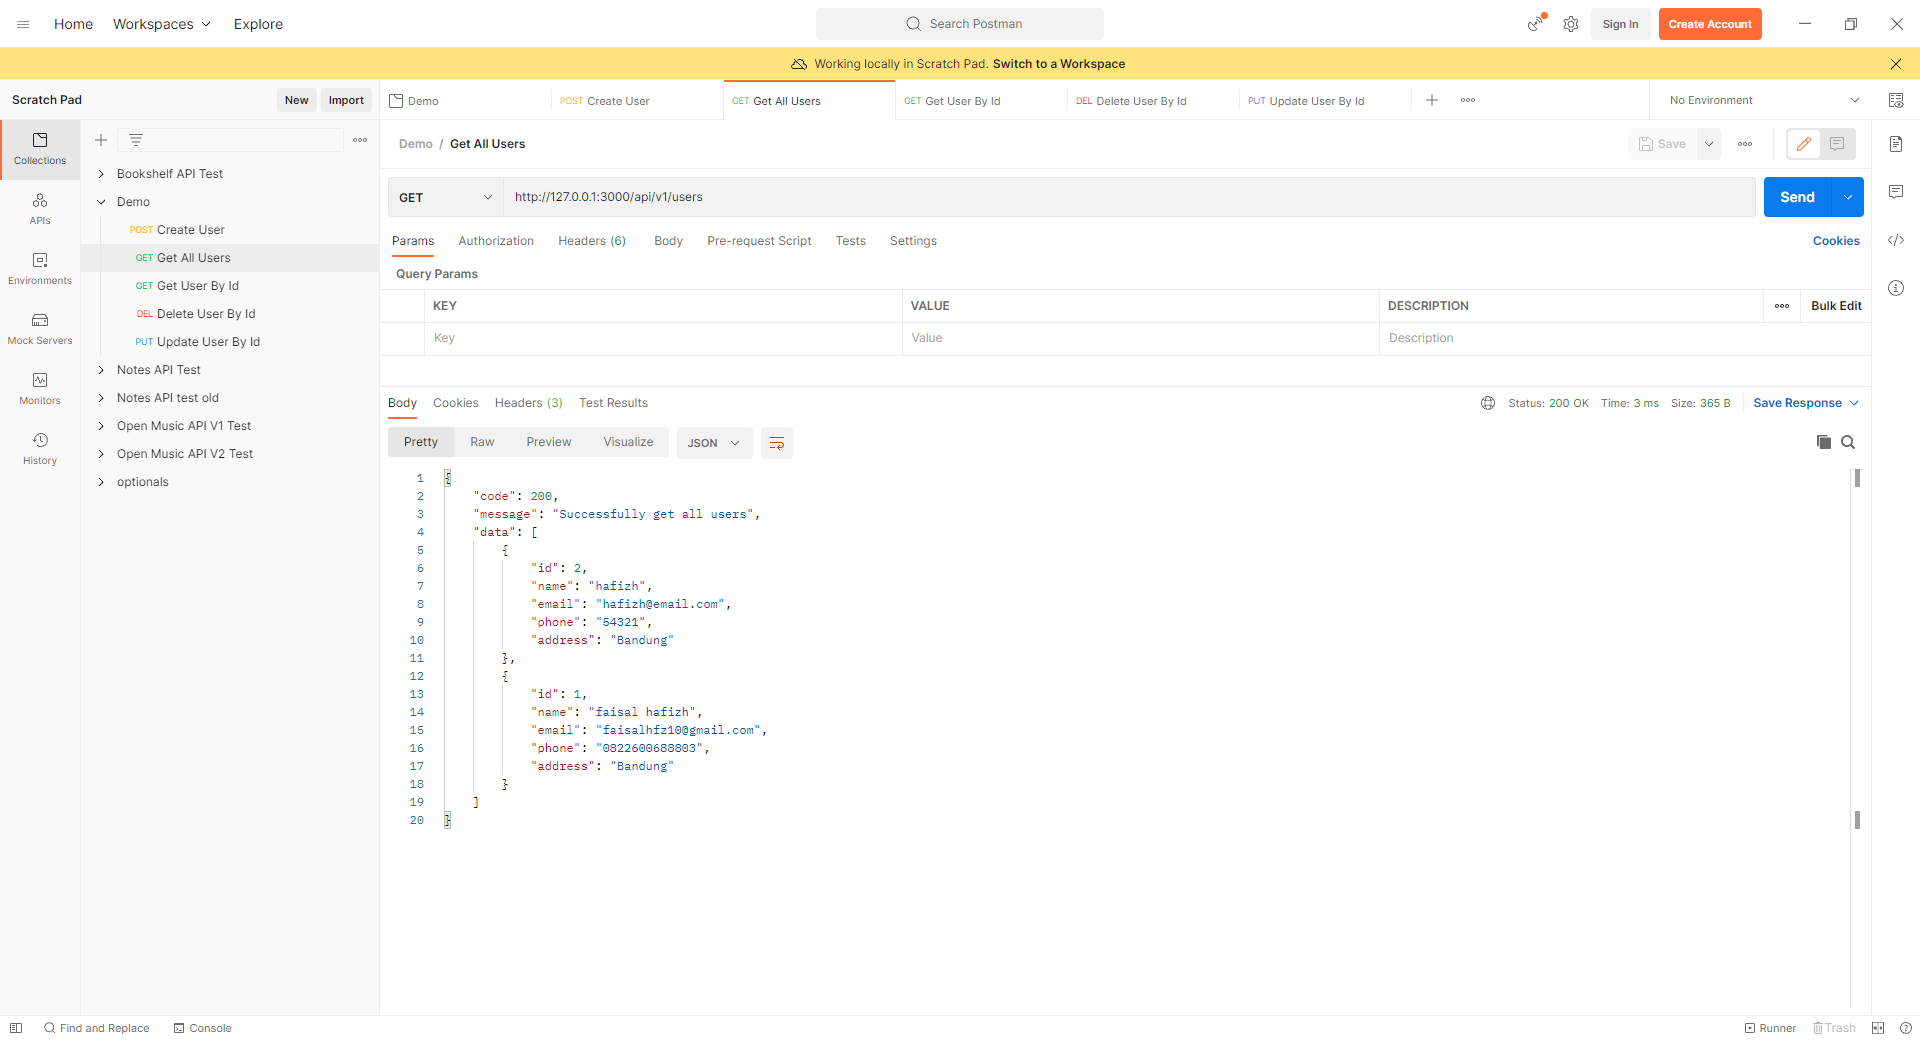 Home Workspaces Explore Search Postman Sign In Create Account
Working locally in Scratch Pad. Switch to a Workspace
Scratch Pad New Import Demo POST Create User GET Get All Users GET Get User By Id DEL Delete User By Id PUT Update User By Id No Environment
Collections
APIs
Environments
Mock Servers
Monitors
History
Bookshelf API Test
Demo
POST Create User
GET Get All Users
GET Get User By Id
DEL Delete User By Id
PUT Update User By Id
Notes API Test
Notes API test old
Open Music API V1 Test
Open Music API V2 Test
optionals
Demo / Get All Users Save
GET http://127.0.0.1:3000/api/v1/users Send
Params Authorization Headers (6) Body Pre-request Script Tests Settings Cookies
Query Params
KEY VALUE DESCRIPTION Bulk Edit
Key Value Description
Body Cookies Headers (3) Test Results Status: 200 OK Time: 3 ms Size: 365 B Save Response
Pretty Raw Preview Visualize JSON
1 {
2 "code": 200,
3 "message": "Successfully get all users",
4 "data": [
5 {
6 "id": 2,
7 "name": "hafizh",
8 "email": "hafizh@email.com",
9 "phone": "54321",
10 "address": "Bandung"
11 },
12 {
13 "id": 1,
14 "name": "faisal hafizh",
15 "email": "faisalhfz10@gmail.com",
16 "phone": "0822600688803",
17 "address": "Bandung"
18 }
19 ]
20 }
Find and Replace Console Runner Trash